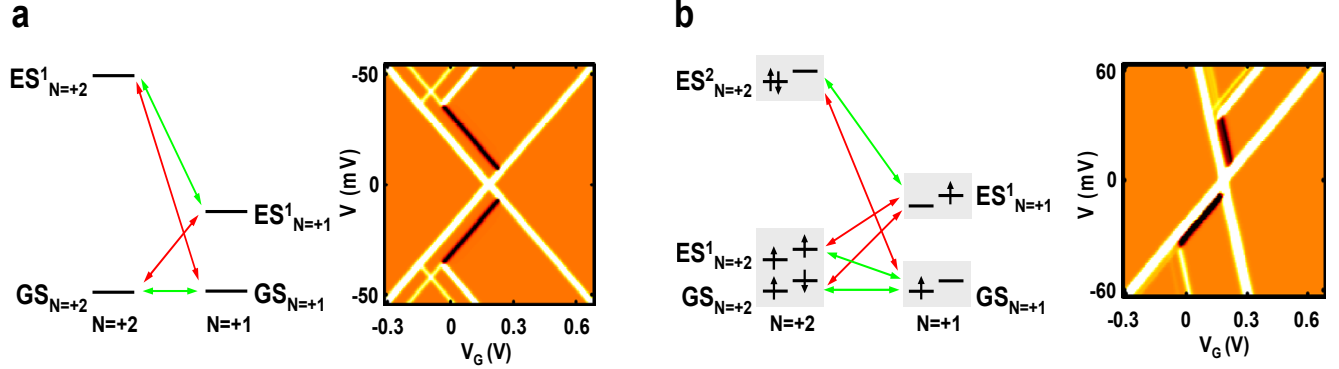 a
ES¹N=+2
ES¹N=+1
GSN=+2
GSN=+1
N=+2 N=+1
V (mV)
-50
0
-50
-0.3 0 0.3 0.6
VG (V)
b
ES²N=+2
ES¹N=+1
ES¹N=+2
GSN=+2
GSN=+1
N=+2 N=+1
V (mV)
60
0
-60
-0.3 0 0.3 0.6
VG (V)